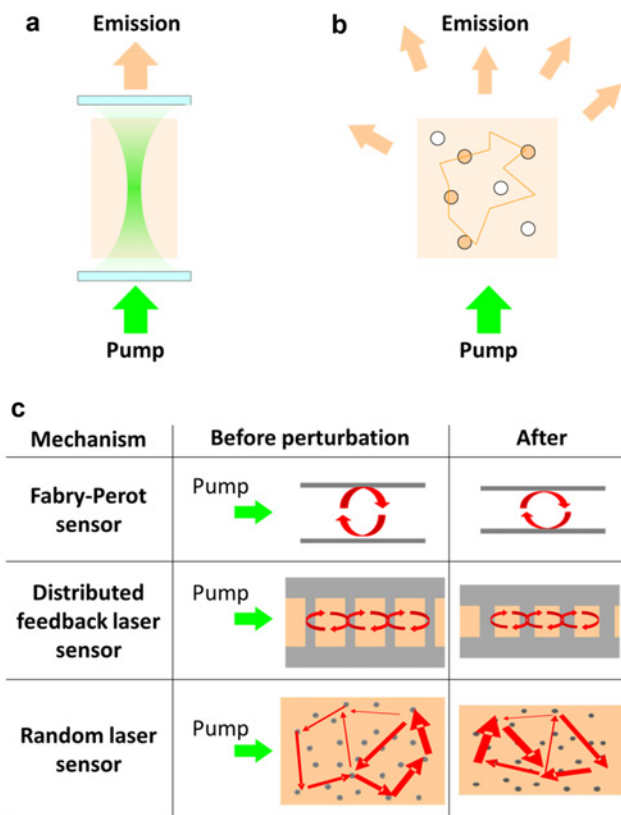 a
Emission
Pump
b
Emission
Pump
c
Mechanism
Before perturbation
After
Fabry-Perot
sensor
Pump
Distributed
feedback laser
sensor
Pump
Random laser
sensor
Pump